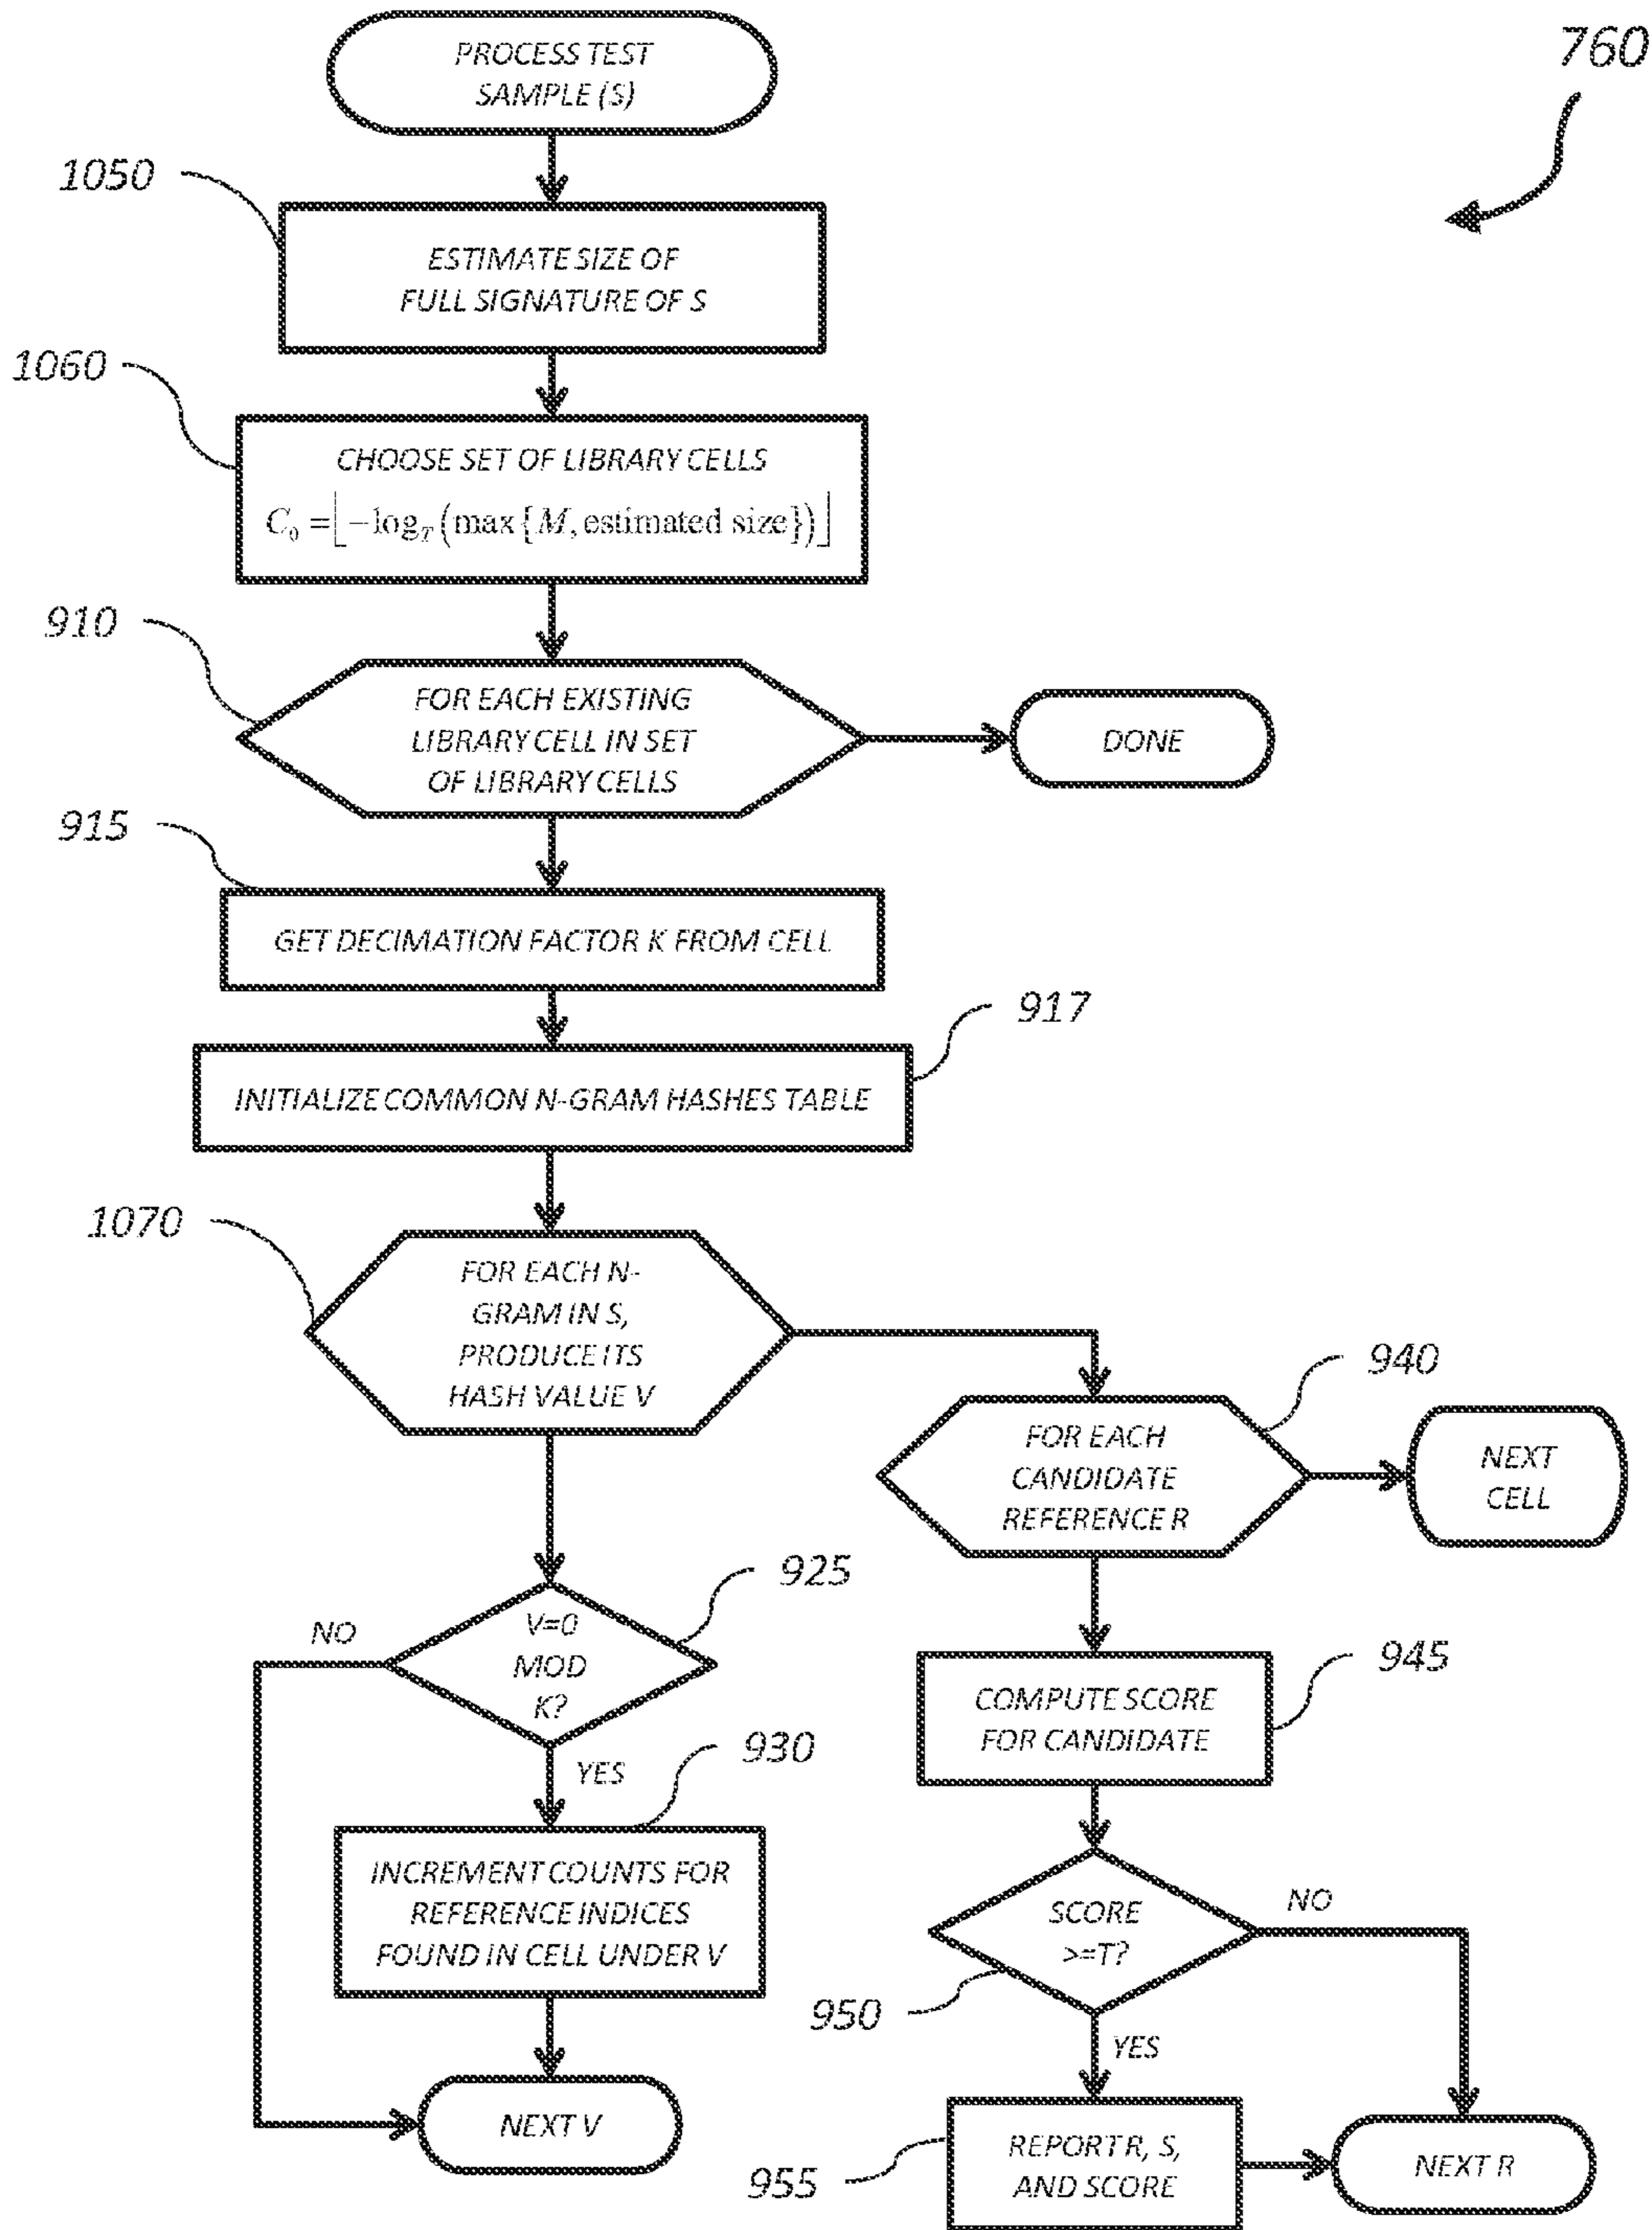 760
PROCESS TEST
SAMPLE (S)
1050
ESTIMATE SIZE OF
FULL SIGNATURE OF S
1060
CHOOSE SET OF LIBRARY CELLS
C₀ = ⌊−log_T(max{M, estimated size})⌋
910
FOR EACH EXISTING
LIBRARY CELL IN SET
OF LIBRARY CELLS
DONE
915
GET DECIMATION FACTOR K FROM CELL
917
INITIALIZE COMMON N-GRAM HASHES TABLE
1070
FOR EACH N-
GRAM IN S,
PRODUCE ITS
HASH VALUE V
940
FOR EACH
CANDIDATE
REFERENCE R
NEXT
CELL
925
V=0
MOD
K?
NO
YES
930
INCREMENT COUNTS FOR
REFERENCE INDICES
FOUND IN CELL UNDER V
NEXT V
945
COMPUTE SCORE
FOR CANDIDATE
950
SCORE
>=T?
NO
YES
955
REPORT R, S,
AND SCORE
NEXT R